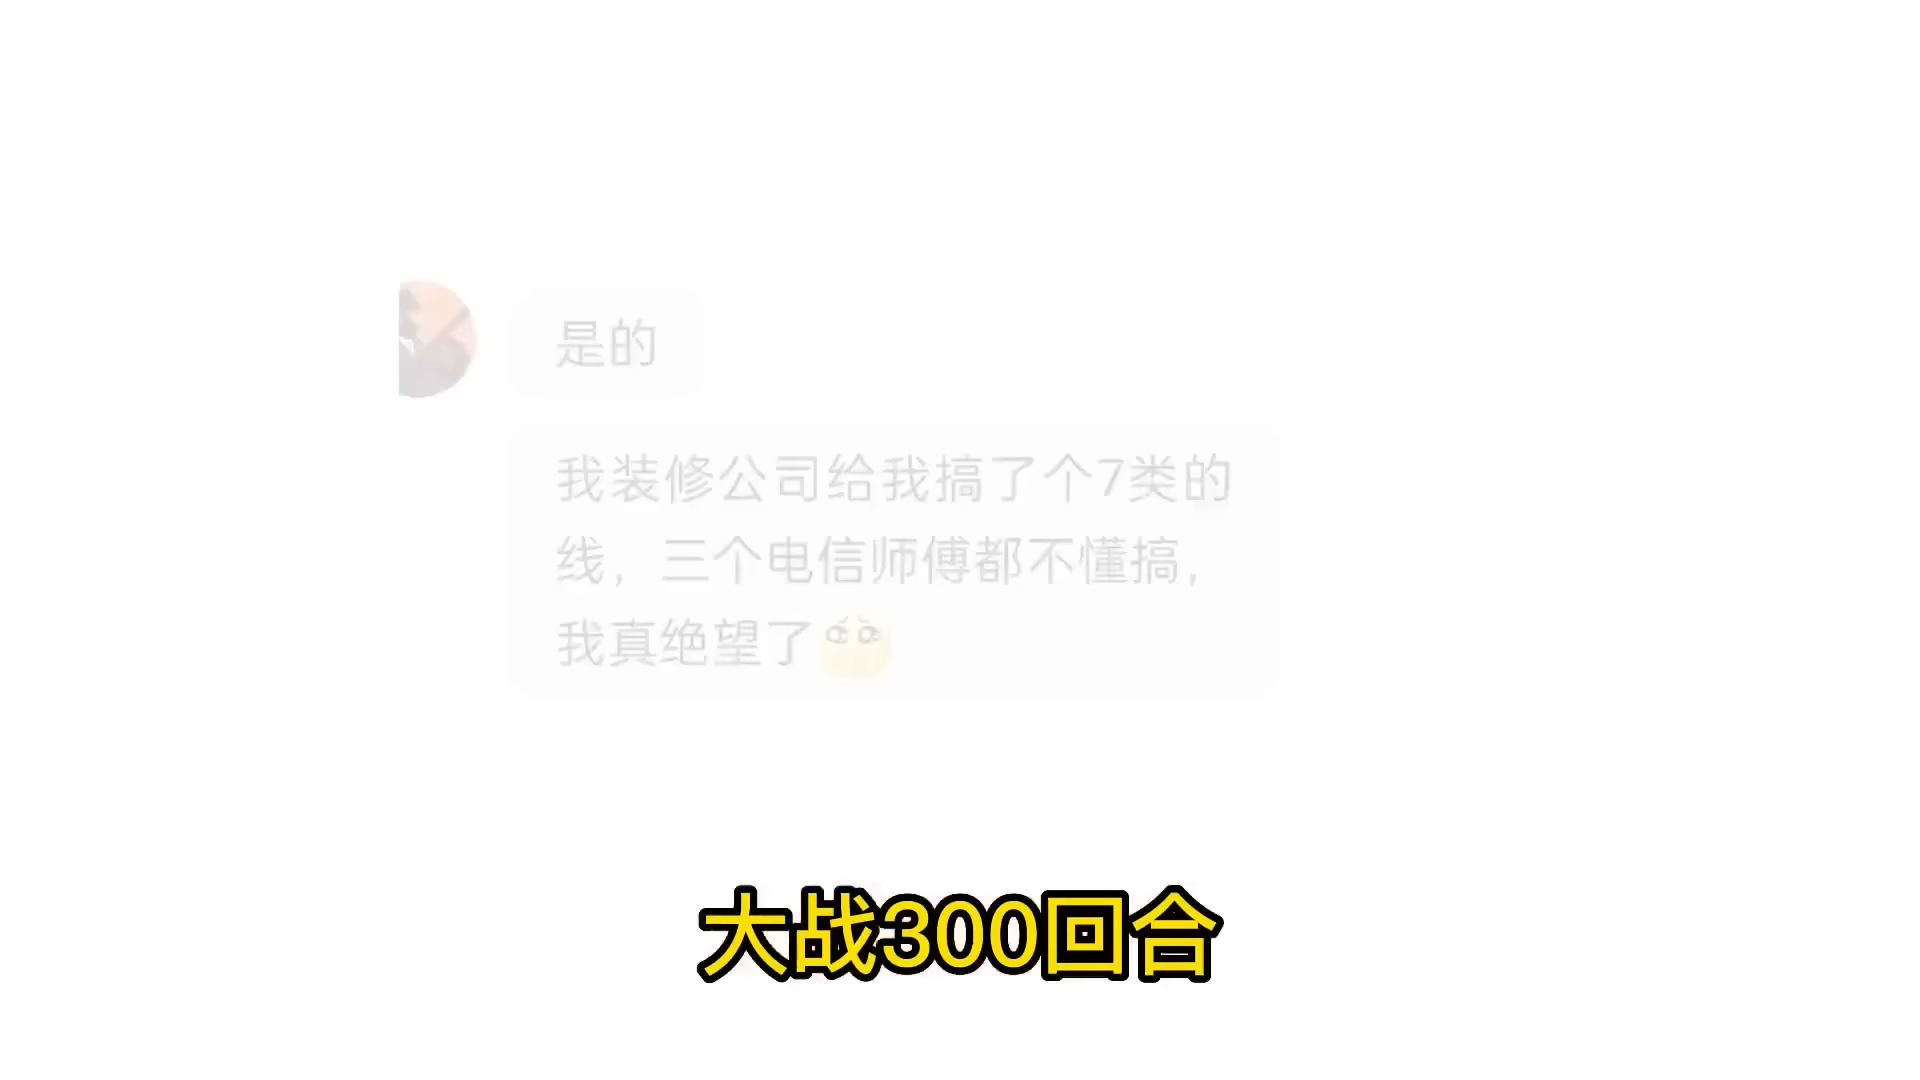 是的
我装修公司给我搞了个7类的
线，三个电信师傅都不懂搞，
我真绝望了
大战300回合